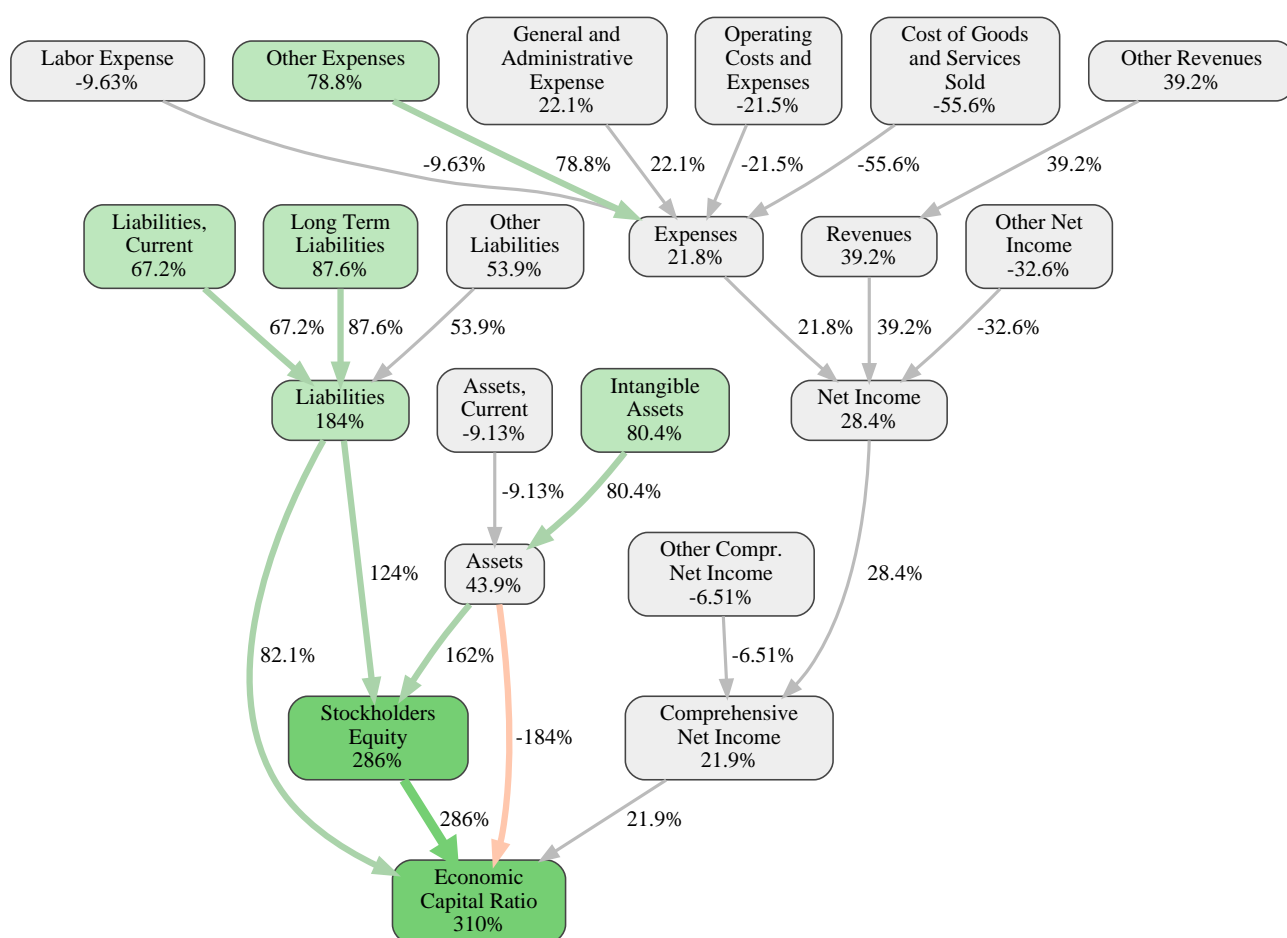 Labor Expense
-9.63%
Other Expenses
78.8%
General and
Administrative
Expense
22.1%
Operating
Costs and
Expenses
-21.5%
Cost of Goods
and Services
Sold
-55.6%
Other Revenues
39.2%
-9.63%
78.8%
22.1%
-21.5%
-55.6%
39.2%
Liabilities,
Current
67.2%
Long Term
Liabilities
87.6%
Other
Liabilities
53.9%
Expenses
21.8%
Revenues
39.2%
Other Net
Income
-32.6%
67.2%
87.6%
53.9%
21.8%
39.2%
-32.6%
Liabilities
184%
Assets,
Current
-9.13%
Intangible
Assets
80.4%
Net Income
28.4%
-9.13%
80.4%
Assets
43.9%
Other Compr.
Net Income
-6.51%
124%
28.4%
82.1%
162%
-6.51%
Stockholders
Equity
286%
-184%
Comprehensive
Net Income
21.9%
286%
21.9%
Economic
Capital Ratio
310%